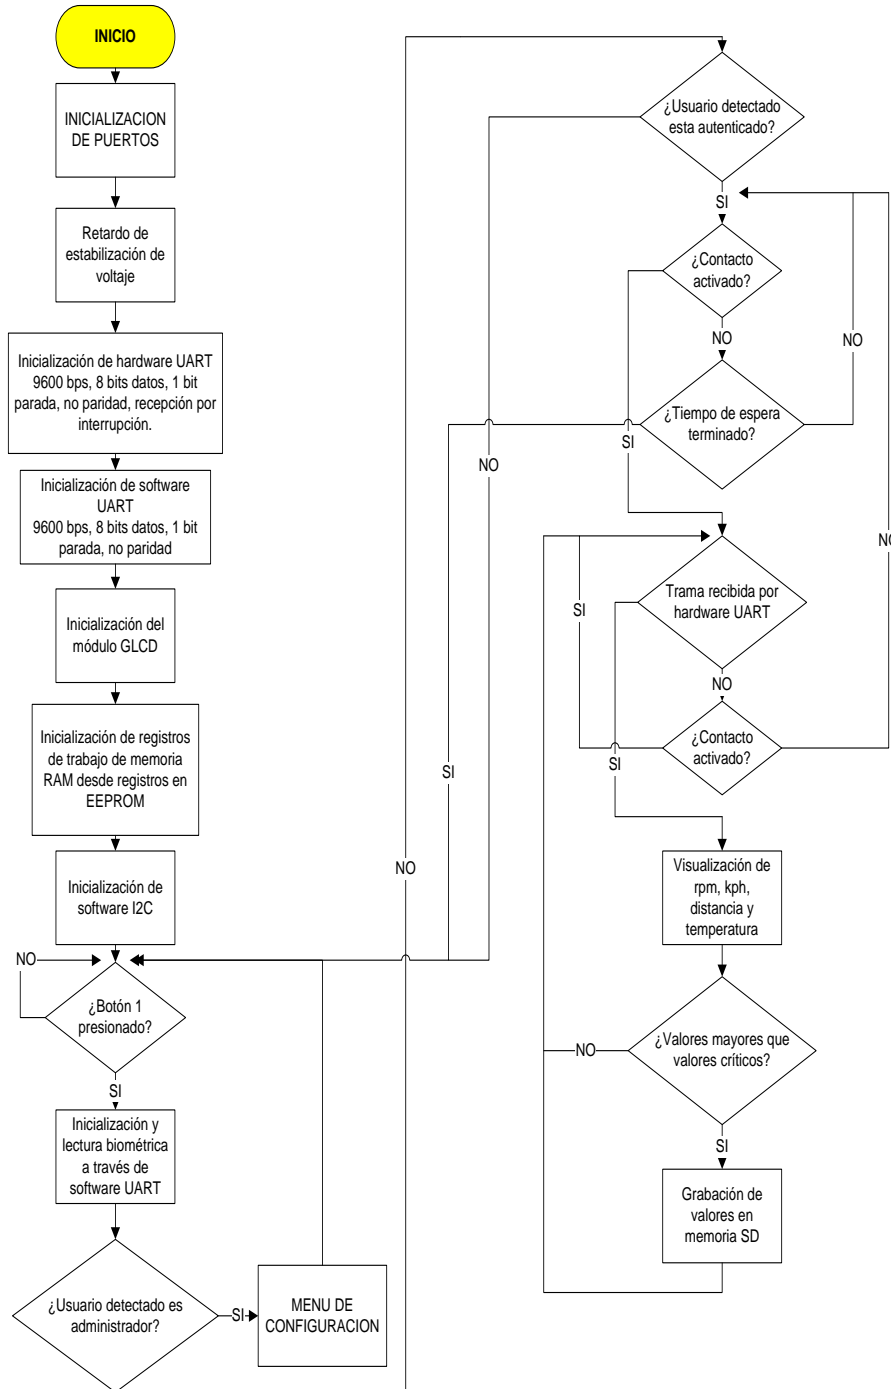 INICIO
INICIALIZACION
DE PUERTOS
Retardo de
estabilización de
voltaje
Inicialización de hardware UART
9600 bps, 8 bits datos, 1 bit
parada, no paridad, recepción por
interrupción.
Inicialización de software
UART
9600 bps, 8 bits datos, 1 bit
parada, no paridad
Inicialización del
módulo GLCD
Inicialización de registros
de trabajo de memoria
RAM desde registros en
EEPROM
Inicialización de
software I2C
NO
¿Botón 1
presionado?
SI
Inicialización y
lectura biométrica
a través de
software UART
¿Usuario detectado es
administrador?
SI
MENU DE
CONFIGURACION
NO
¿Usuario detectado
esta autenticado?
NO
SI
¿Contacto
activado?
SI
NO
¿Tiempo de espera
terminado?
NO
SI
Trama recibida por
hardware UART
SI
NO
¿Contacto
activado?
SI
NO
Visualización de
rpm, kph,
distancia y
temperatura
¿Valores mayores que
valores críticos?
NO
SI
Grabación de
valores en
memoria SD